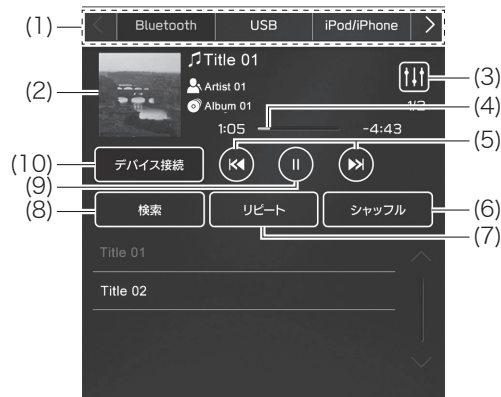 (1) Bluetooth USB iPod/iPhone
(2) Title 01 (3)
Artist 01
Album 01 1/2
(4)
1:05 -4:43
(5)
(10) デバイス接続
(9)
(8) 検索 リピート シャッフル (6)
(7)
Title 01
Title 02